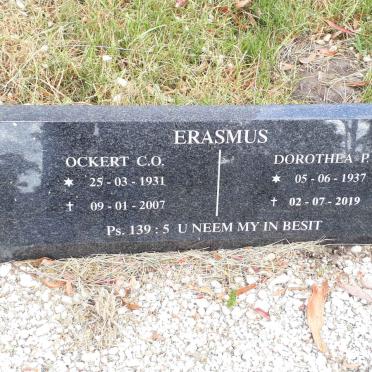 ERASMUS
OCKERT C.O. DOROTHEA P.
✶ 25-03-1931 ✶ 05-06-1937
✝ 09-01-2007 ✝ 02-07-2019
Ps. 139 : 5 U NEEM MY IN BESIT